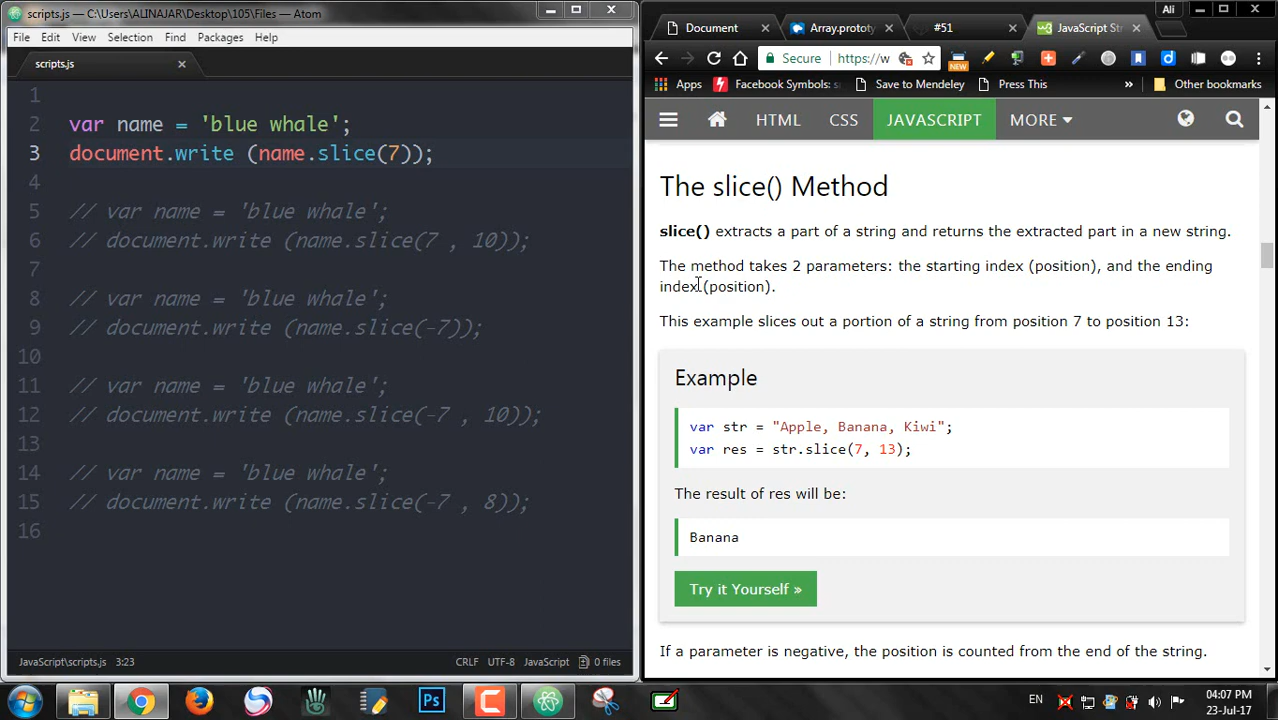 scripts.js — C:\Users\ALINAJAR\Desktop\105\Files — Atom
File Edit View Selection Find Packages Help
scripts.js
1
2 var name = 'blue whale';
3 document.write (name.slice(7));
4
5 // var name = 'blue whale';
6 // document.write (name.slice(7 , 10));
7
8 // var name = 'blue whale';
9 // document.write (name.slice(-7));
10
11 // var name = 'blue whale';
12 // document.write (name.slice(-7 , 10));
13
14 // var name = 'blue whale';
15 // document.write (name.slice(-7 , 8));
16
JavaScript\scripts.js 3:23 CRLF UTF-8 JavaScript 0 files
Ali
Document Array.prototy #51 JavaScript Str
Secure https://w
NEW
Apps Facebook Symbols: s Save to Mendeley Press This » Other bookmarks
HTML CSS JAVASCRIPT MORE
The slice() Method
slice() extracts a part of a string and returns the extracted part in a new string.
The method takes 2 parameters: the starting index (position), and the ending
index (position).
This example slices out a portion of a string from position 7 to position 13:
Example
var str = "Apple, Banana, Kiwi";
var res = str.slice(7, 13);
The result of res will be:
Banana
Try it Yourself »
If a parameter is negative, the position is counted from the end of the string.
Ps
EN
04:07 PM
23-Jul-17